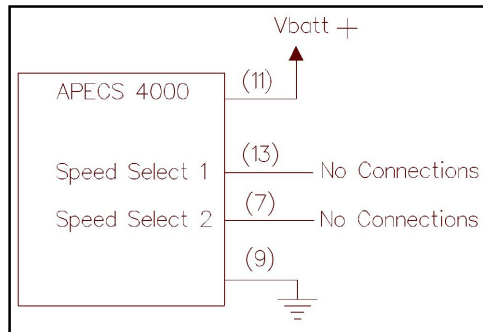 Vbatt +
APECS 4000 (11)
(13)
Speed Select 1 No Connections
(7)
Speed Select 2 No Connections
(9)